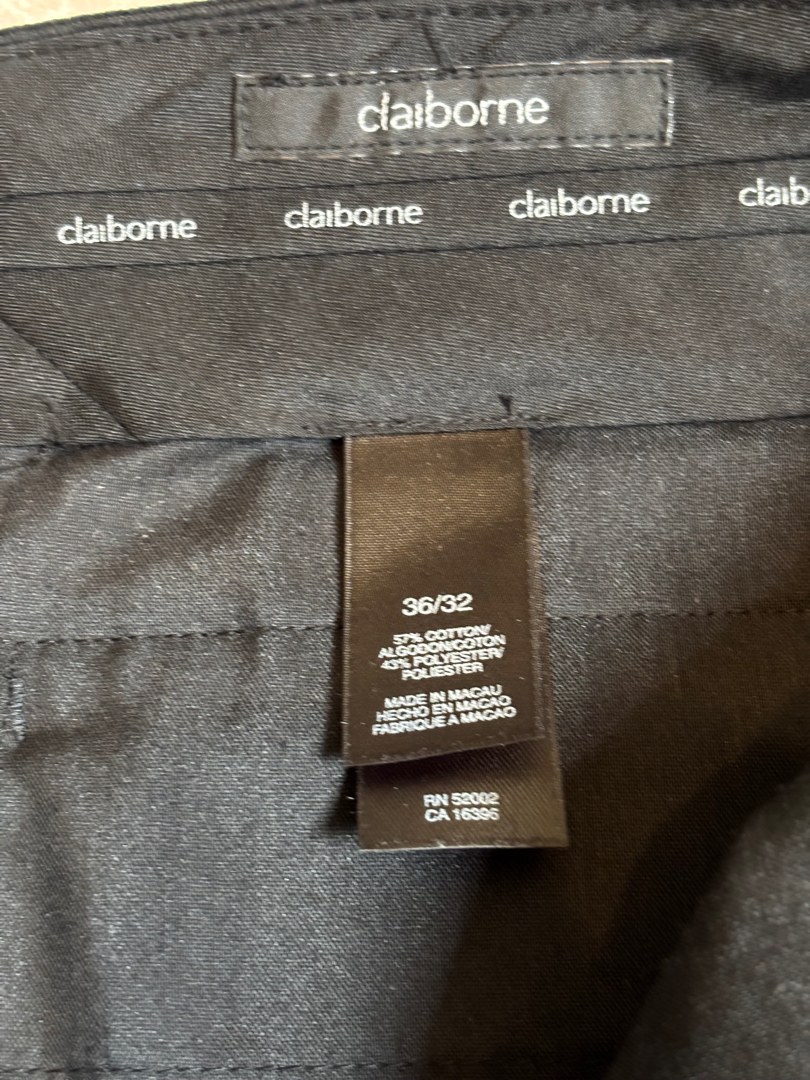 claiborne
claiborne claiborne claiborne claib
36/32
57% COTTON/
ALGODON/COTON
43% POLYESTER/
POLIESTER
MADE IN MACAU
HECHO EN MACAO
FABRIQUE A MACAO
RN 52002
CA 16396